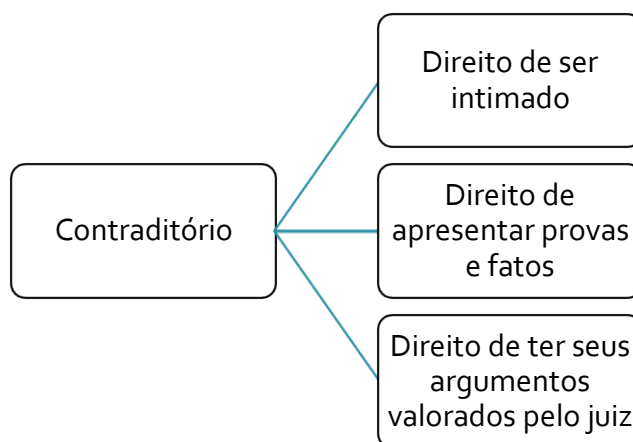 Contraditório
Direito de ser
intimado
Direito de
apresentar provas
e fatos
Direito de ter seus
argumentos
valorados pelo juiz